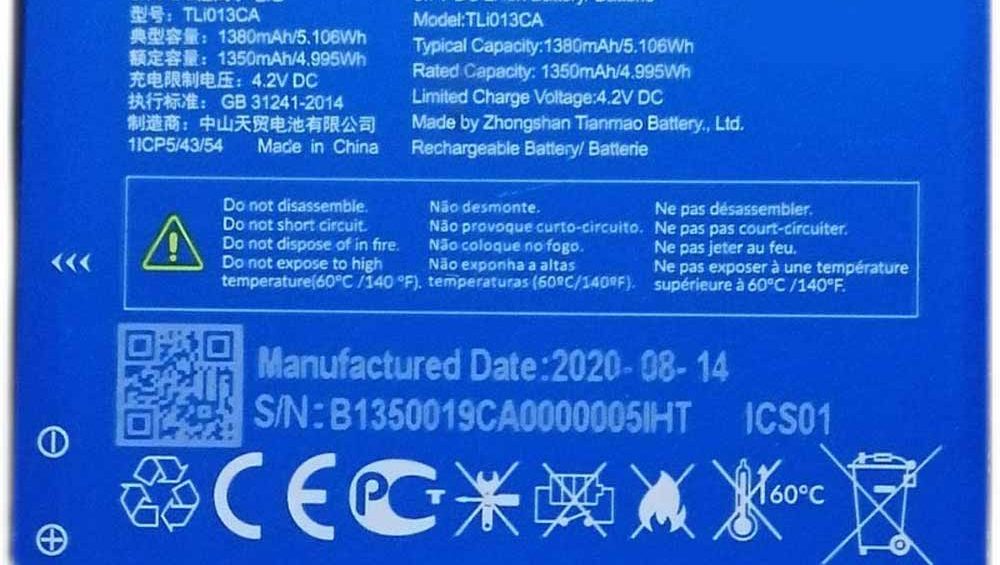 型号: TLi013CA
典型容量: 1380mAh/5.106Wh
额定容量: 1350mAh/4.995Wh
充电限制电压: 4.2V DC
执行标准: GB 31241-2014
制造商: 中山天贸电池有限公司
1ICP5/43/54 Made in China
Model:TLi013CA
Typical Capacity:1380mAh/5.106Wh
Rated Capacity: 1350mAh/4.995Wh
Limited Charge Voltage:4.2V DC
Made by Zhongshan Tianmao Battery., Ltd.
Rechargeable Battery/ Batterie
Do not disassemble.
Do not short circuit.
Do not dispose of in fire.
Do not expose to high
temperature(60°C /140 °F).
Não desmonte.
Não provoque curto-circuito.
Não coloque no fogo.
Não exponha a altas
temperaturas (60ºC/140ºF).
Ne pas désassembler.
Ne pas pas court-circuiter.
Ne pas jeter au feu.
Ne pas exposer à une température
supérieure à 60°C /140°F.
Manufactured Date:2020- 08- 14
S/N: B1350019CA0000005IHT ICS01
CE PCT 60°C